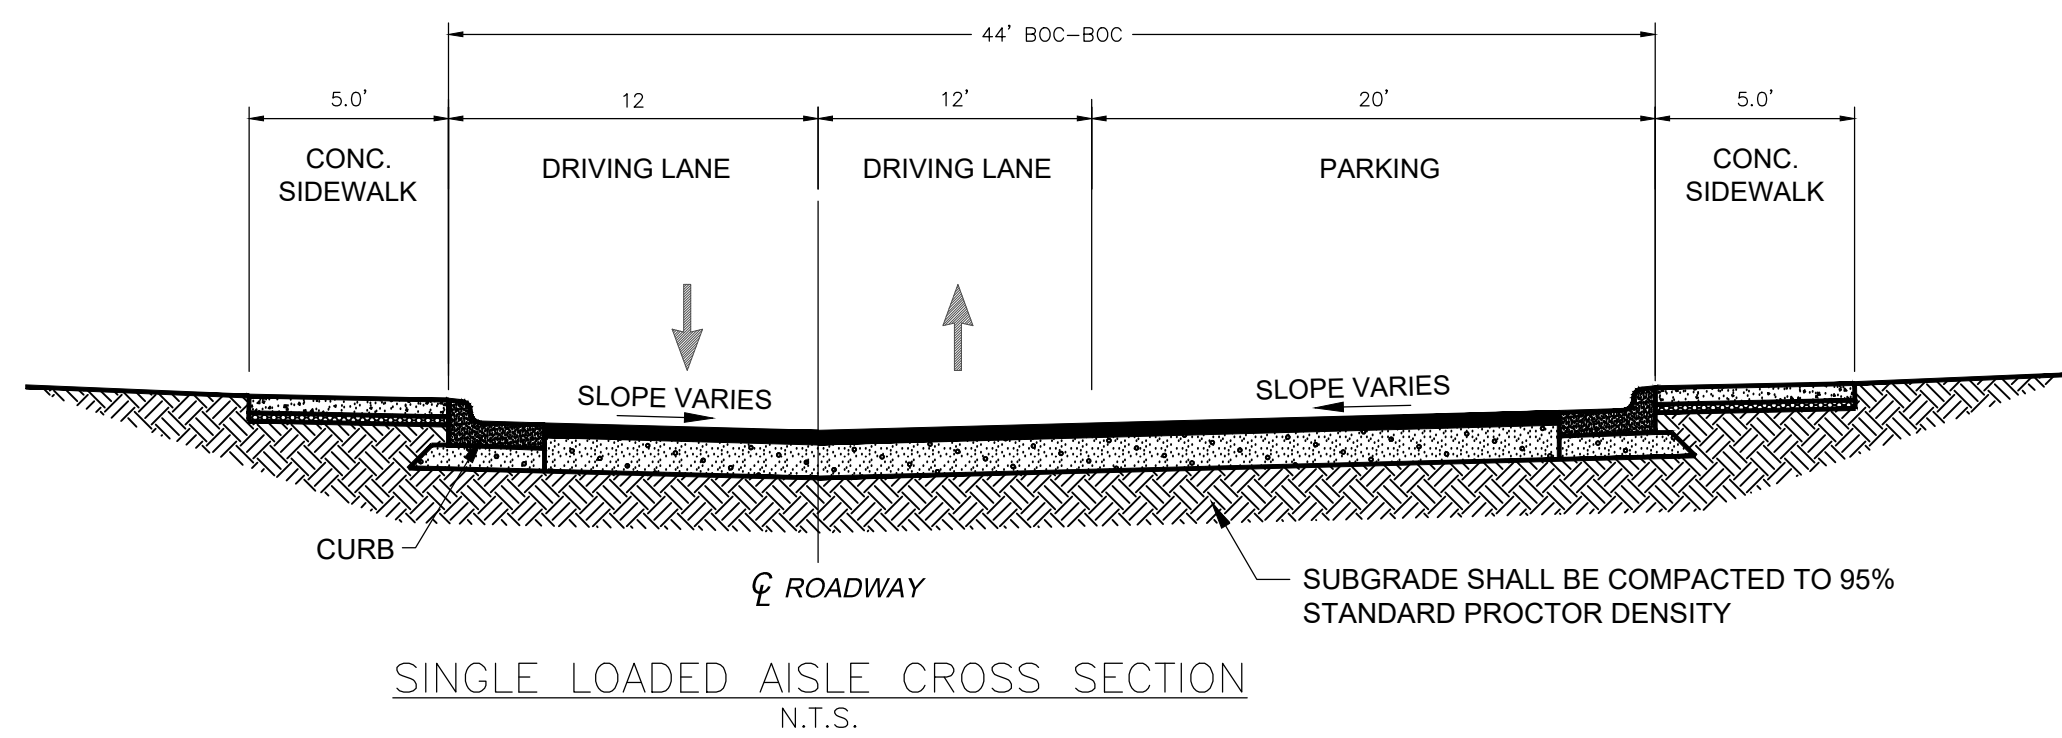 44' BOC-BOC
5.0'
12
12'
20'
5.0'
CONC.
SIDEWALK
DRIVING LANE
DRIVING LANE
PARKING
CONC.
SIDEWALK
SLOPE VARIES
SLOPE VARIES
CURB
℄ ROADWAY
SUBGRADE SHALL BE COMPACTED TO 95%
STANDARD PROCTOR DENSITY
SINGLE LOADED AISLE CROSS SECTION
N.T.S.